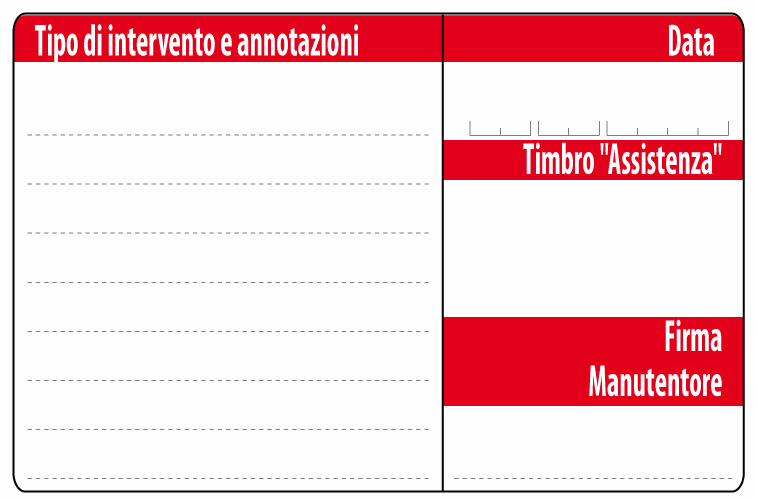 Tipo di intervento e annotazioni
Data
Timbro "Assistenza"
Firma
Manutentore